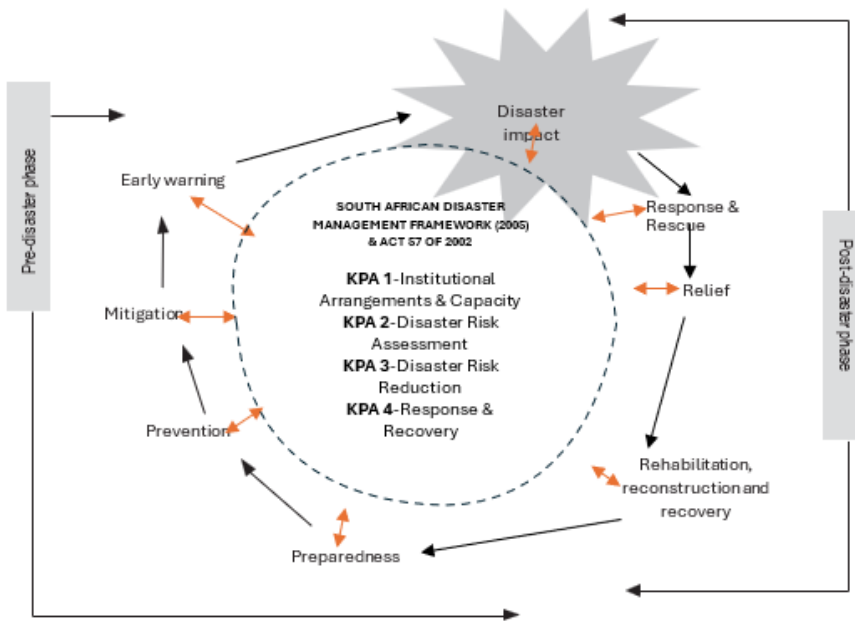 Disaster
impact
Pre-disaster phase
Early warning
SOUTH AFRICAN DISASTER
MANAGEMENT FRAMEWORK (2005)
& ACT 57 OF 2002
Response &
Rescue
Post-disaster phase
KPA 1-Institutional
Arrangements & Capacity
KPA 2-Disaster Risk
Assessment
KPA 3-Disaster Risk
Reduction
KPA 4-Response &
Recovery
Relief
Mitigation
Prevention
Rehabilitation,
reconstruction and
recovery
Preparedness